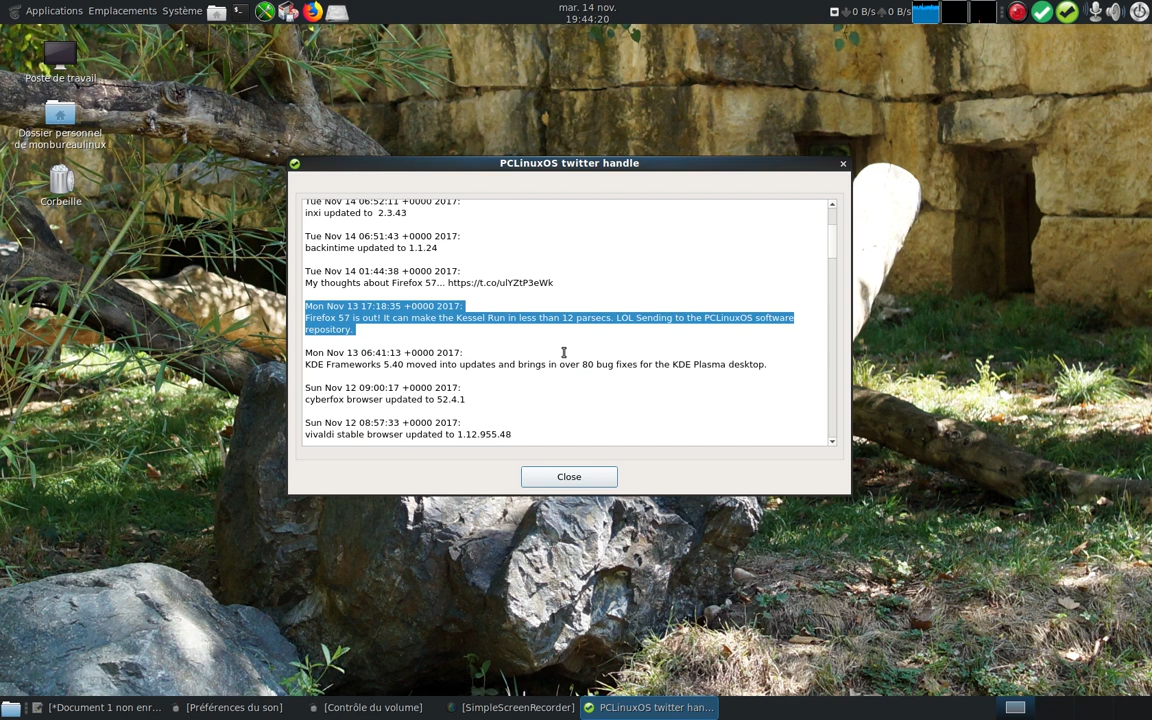 Applications Emplacements Système
mar. 14 nov.
19:44:20
0 B/s 0 B/s
Poste de travail
Dossier personnel
de monbureaulinux
Corbeille
PCLinuxOS twitter handle
Tue Nov 14 06:52:11 +0000 2017:
inxi updated to  2.3.43
Tue Nov 14 06:51:43 +0000 2017:
backintime updated to 1.1.24
Tue Nov 14 01:44:38 +0000 2017:
My thoughts about Firefox 57... https://t.co/ulYZtP3eWk
Mon Nov 13 17:18:35 +0000 2017:
Firefox 57 is out! It can make the Kessel Run in less than 12 parsecs. LOL Sending to the PCLinuxOS software
repository.
Mon Nov 13 06:41:13 +0000 2017:
KDE Frameworks 5.40 moved into updates and brings in over 80 bug fixes for the KDE Plasma desktop.
Sun Nov 12 09:00:17 +0000 2017:
cyberfox browser updated to 52.4.1
Sun Nov 12 08:57:33 +0000 2017:
vivaldi stable browser updated to 1.12.955.48
Close
[*Document 1 non enr... [Préférences du son] [Contrôle du volume] [SimpleScreenRecorder] PCLinuxOS twitter han...